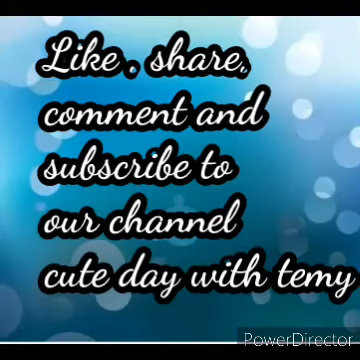 Like . share,
comment and
subscribe to
our channel
cute day with temy
PowerDirector